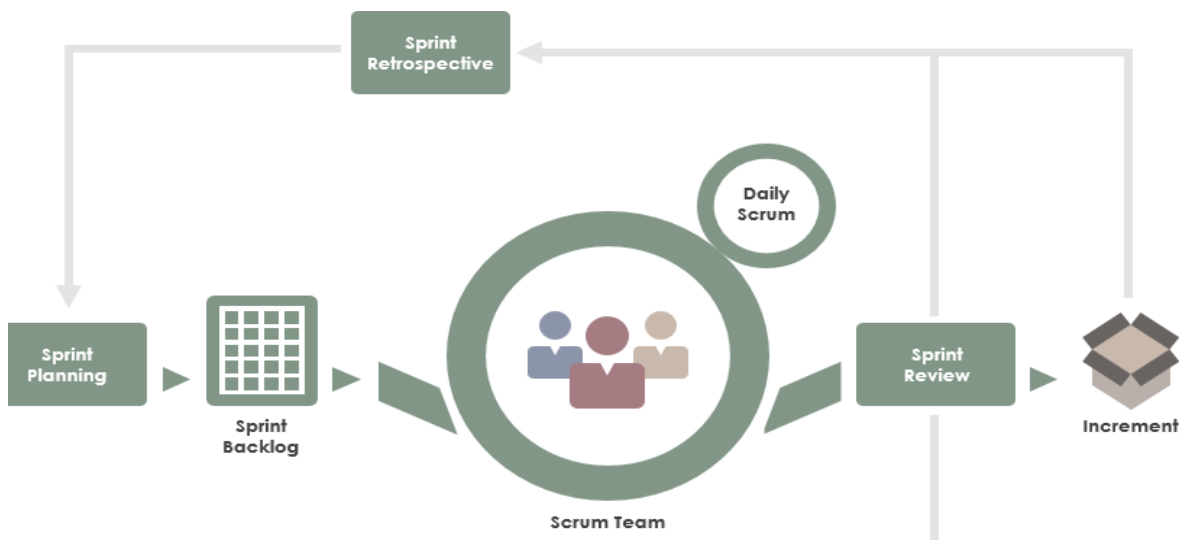 Sprint
Retrospective
Daily
Scrum
Sprint
Planning
Sprint
Backlog
Scrum Team
Sprint
Review
Increment